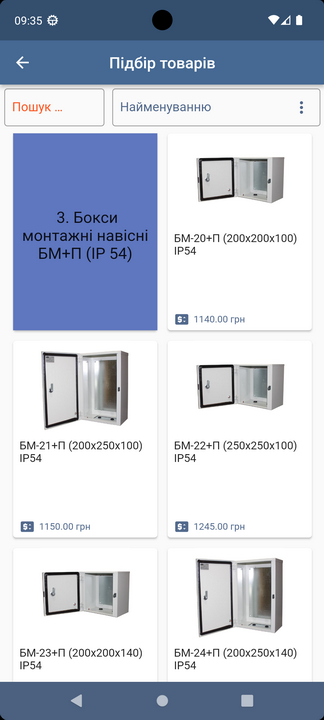 09:35
Підбір товарів
Пошук ...
Найменуванню
3. Бокси
монтажні навісні
БМ+П (IP 54)
БМ-20+П (200x200x100)
IP54
1140.00 грн
БМ-21+П (200x250x100)
IP54
1150.00 грн
БМ-22+П (250x250x100)
IP54
1245.00 грн
БМ-23+П (200x200x140)
IP54
БМ-24+П (200x250x140)
IP54